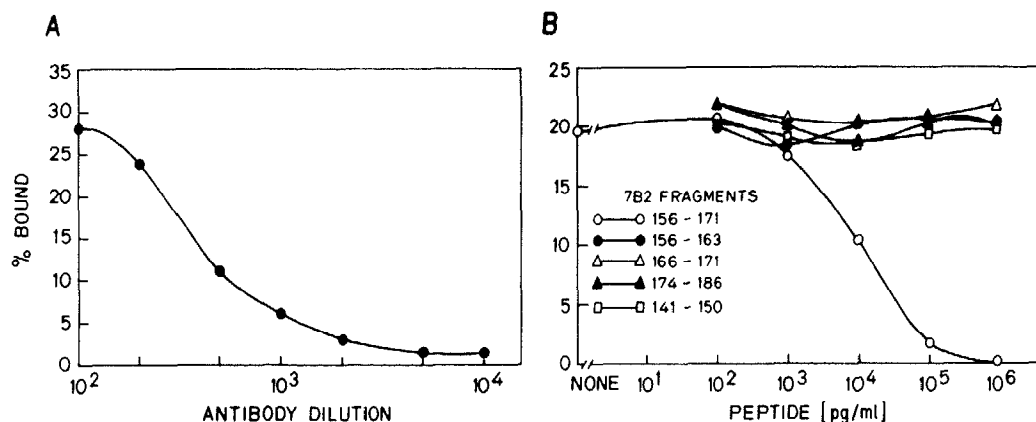 A
35
30
25
20
15
10
5
0
% BOUND
10²
10³
10⁴
ANTIBODY DILUTION
B
25
20
15
10
5
0
7B2 FRAGMENTS
156 - 171
156 - 163
166 - 171
174 - 186
141 - 150
NONE 10¹ 10² 10³ 10⁴ 10⁵ 10⁶
PEPTIDE [pg/ml]